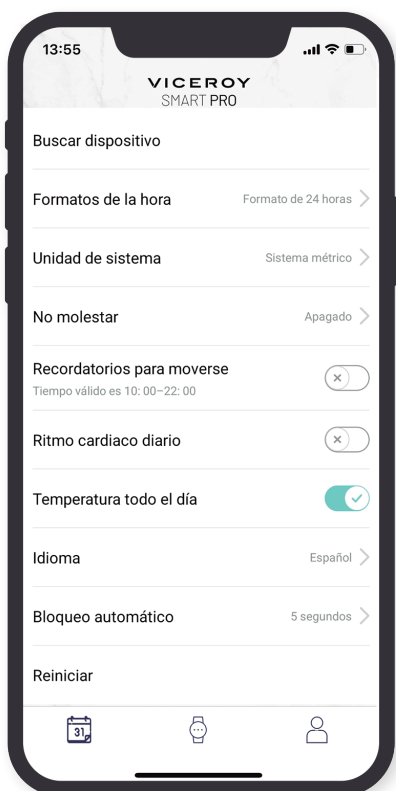 13:55
VICEROY
SMART PRO
Buscar dispositivo
Formatos de la hora Formato de 24 horas
Unidad de sistema Sistema métrico
No molestar Apagado
Recordatorios para moverse
Tiempo válido es 10: 00–22: 00
Ritmo cardiaco diario
Temperatura todo el día
Idioma Español
Bloqueo automático 5 segundos
Reiniciar
31